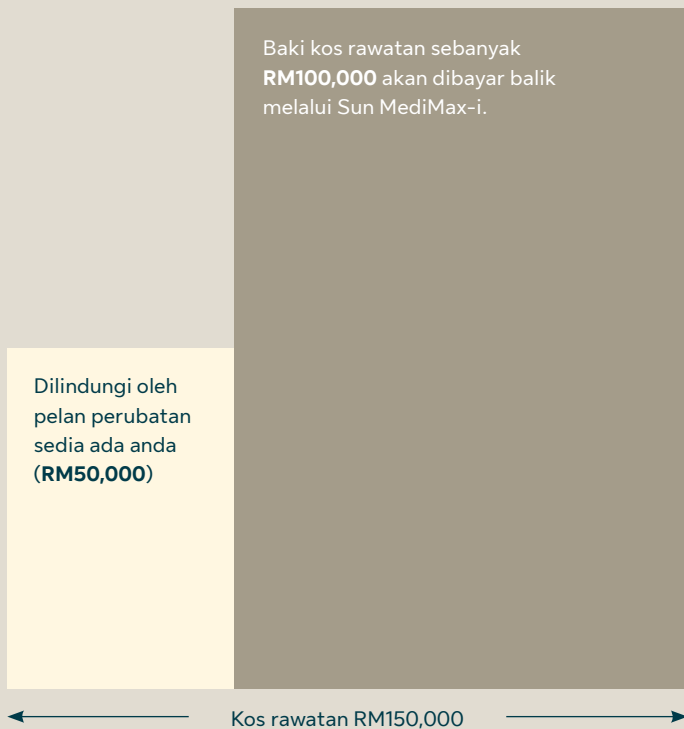 Baki kos rawatan sebanyak
RM100,000 akan dibayar balik
melalui Sun MediMax-i.
Dilindungi oleh
pelan perubatan
sedia ada anda
(RM50,000)
Kos rawatan RM150,000